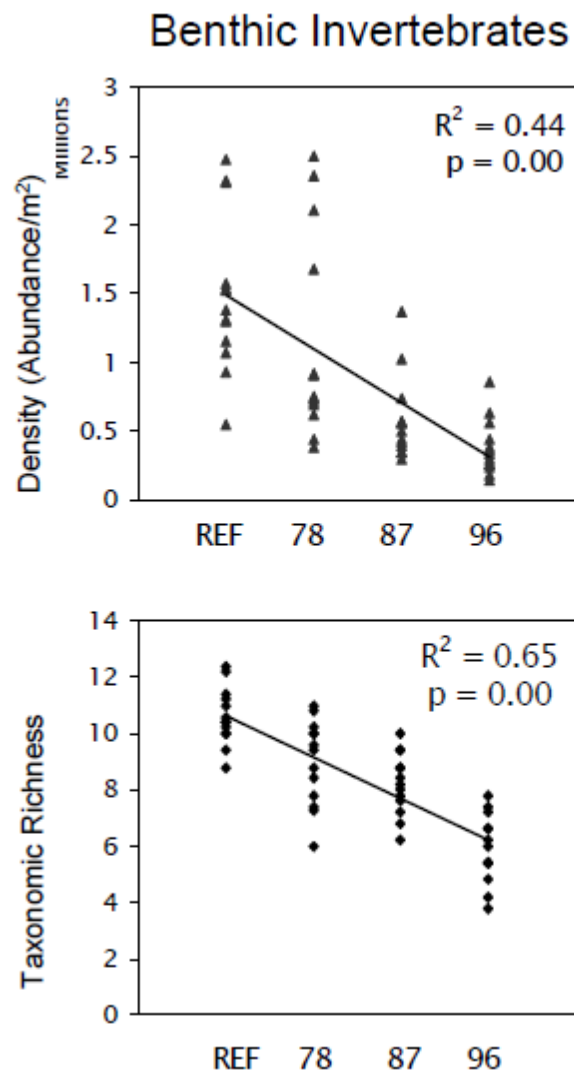 Benthic Invertebrates
3
2.5
2
1.5
1
0.5
0
Density (Abundance/m²)
Millions
R² = 0.44
p = 0.00
REF 78 87 96
14
12
10
8
6
4
2
0
Taxonomic Richness
R² = 0.65
p = 0.00
REF 78 87 96